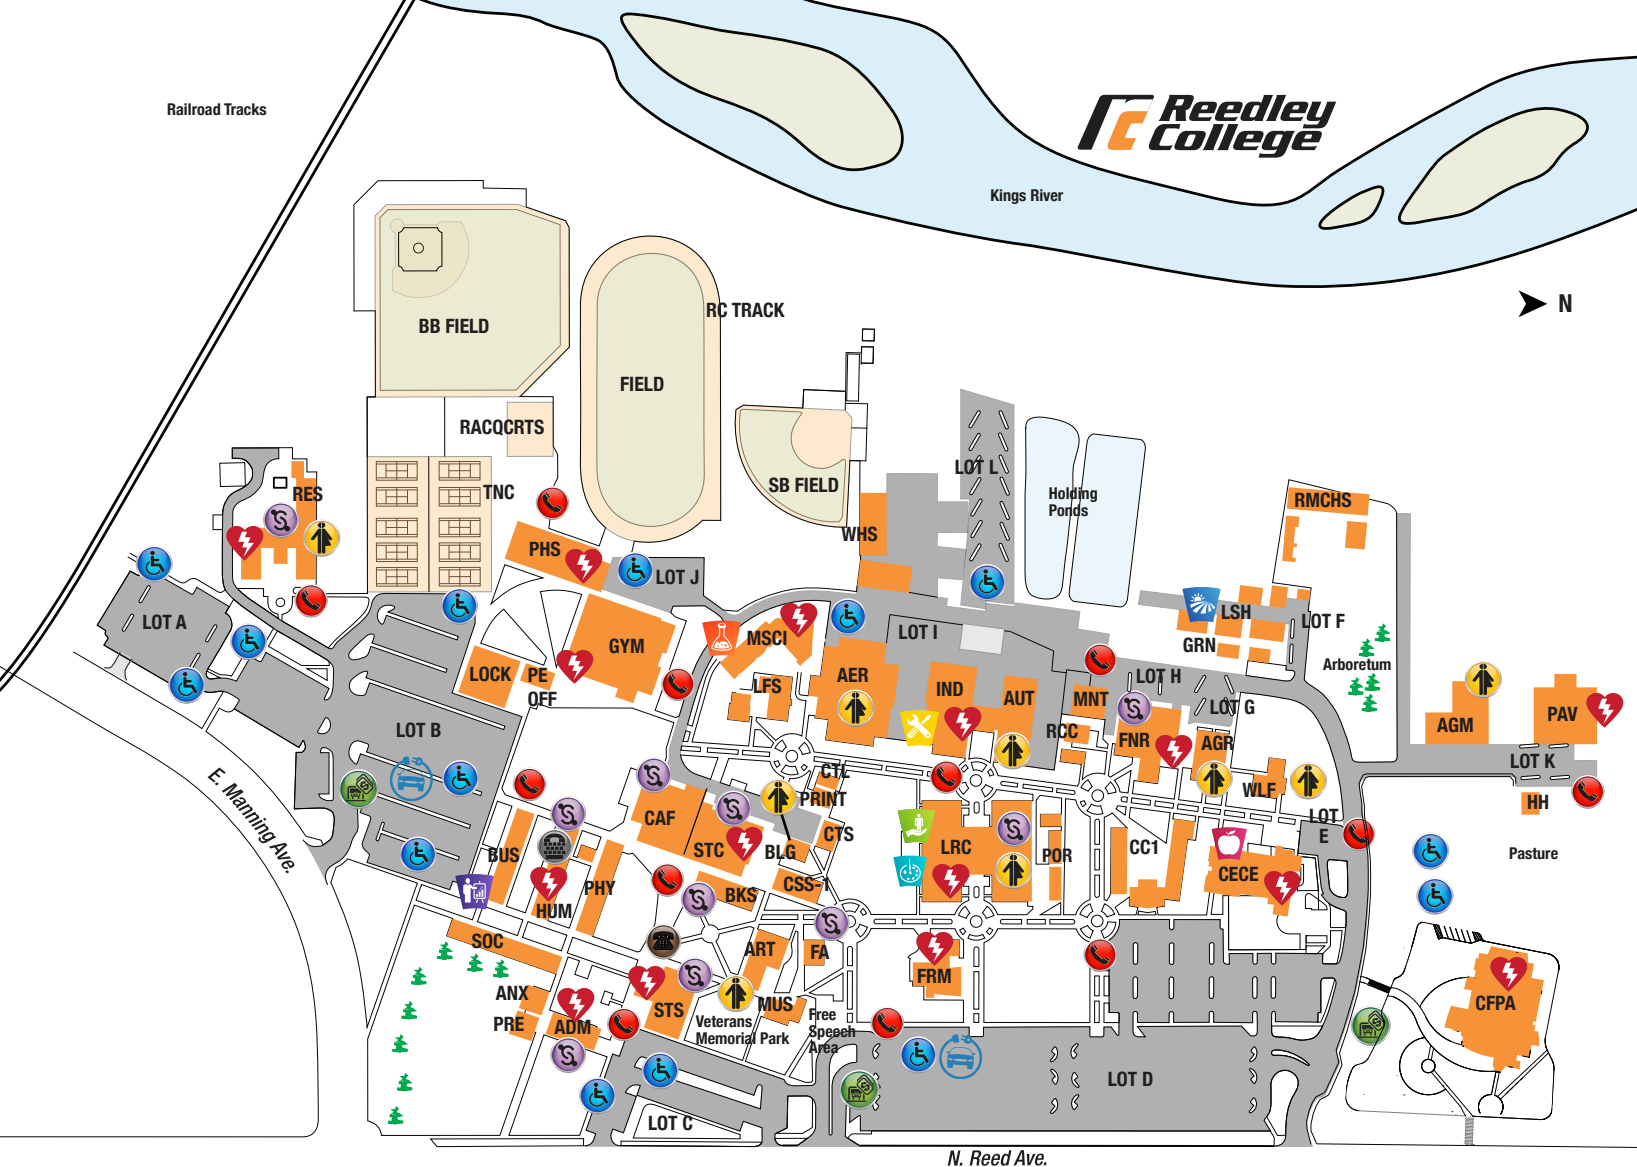 Railroad Tracks
Reedley
College
Kings River
N
BB FIELD
RC TRACK
FIELD
RACQCRTS
SB FIELD
TNC
RES
LOT L
Holding
Ponds
RMCHS
WHS
PHS
LOT J
LOT A
LOT I
LSH
LOT F
GRN
GYM
MSCI
Arboretum
LOCK
PE
OFF
LFS
AER
IND
AUT
MNT
LOT H
LOT G
RCC
FNR
AGR
AGM
PAV
LOT B
LOT K
E. Manning Ave.
CTL
PRINT
WLF
HH
CAF
STC
BLG
CTS
LRC
POR
CC1
LOT
E
Pasture
BUS
CECE
PHY
BKS
CSS-1
HUM
SOC
ART
FA
FRM
ANX
PRE
ADM
STS
MUS
Veterans
Memorial Park
Free
Speech
Area
CFPA
LOT D
LOT C
N. Reed Ave.